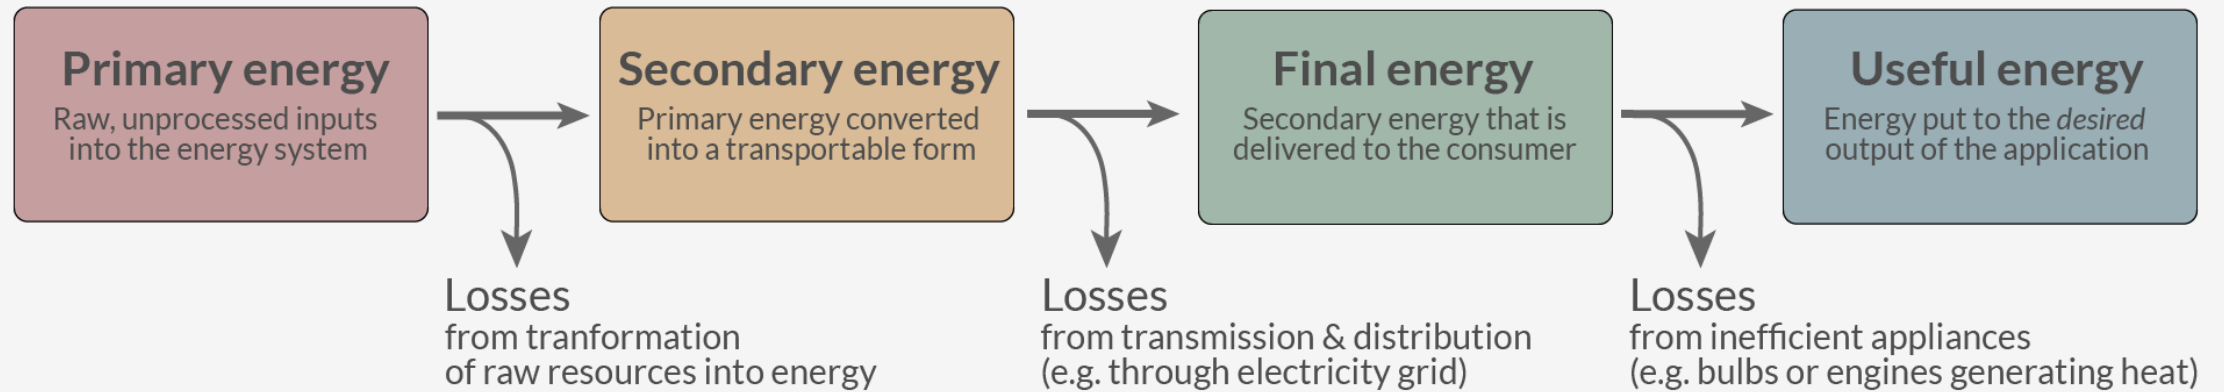 Primary energy
Raw, unprocessed inputs
into the energy system
Secondary energy
Primary energy converted
into a transportable form
Final energy
Secondary energy that is
delivered to the consumer
Useful energy
Energy put to the desired
output of the application
Losses
from tranformation
of raw resources into energy
Losses
from transmission & distribution
(e.g. through electricity grid)
Losses
from inefficient appliances
(e.g. bulbs or engines generating heat)